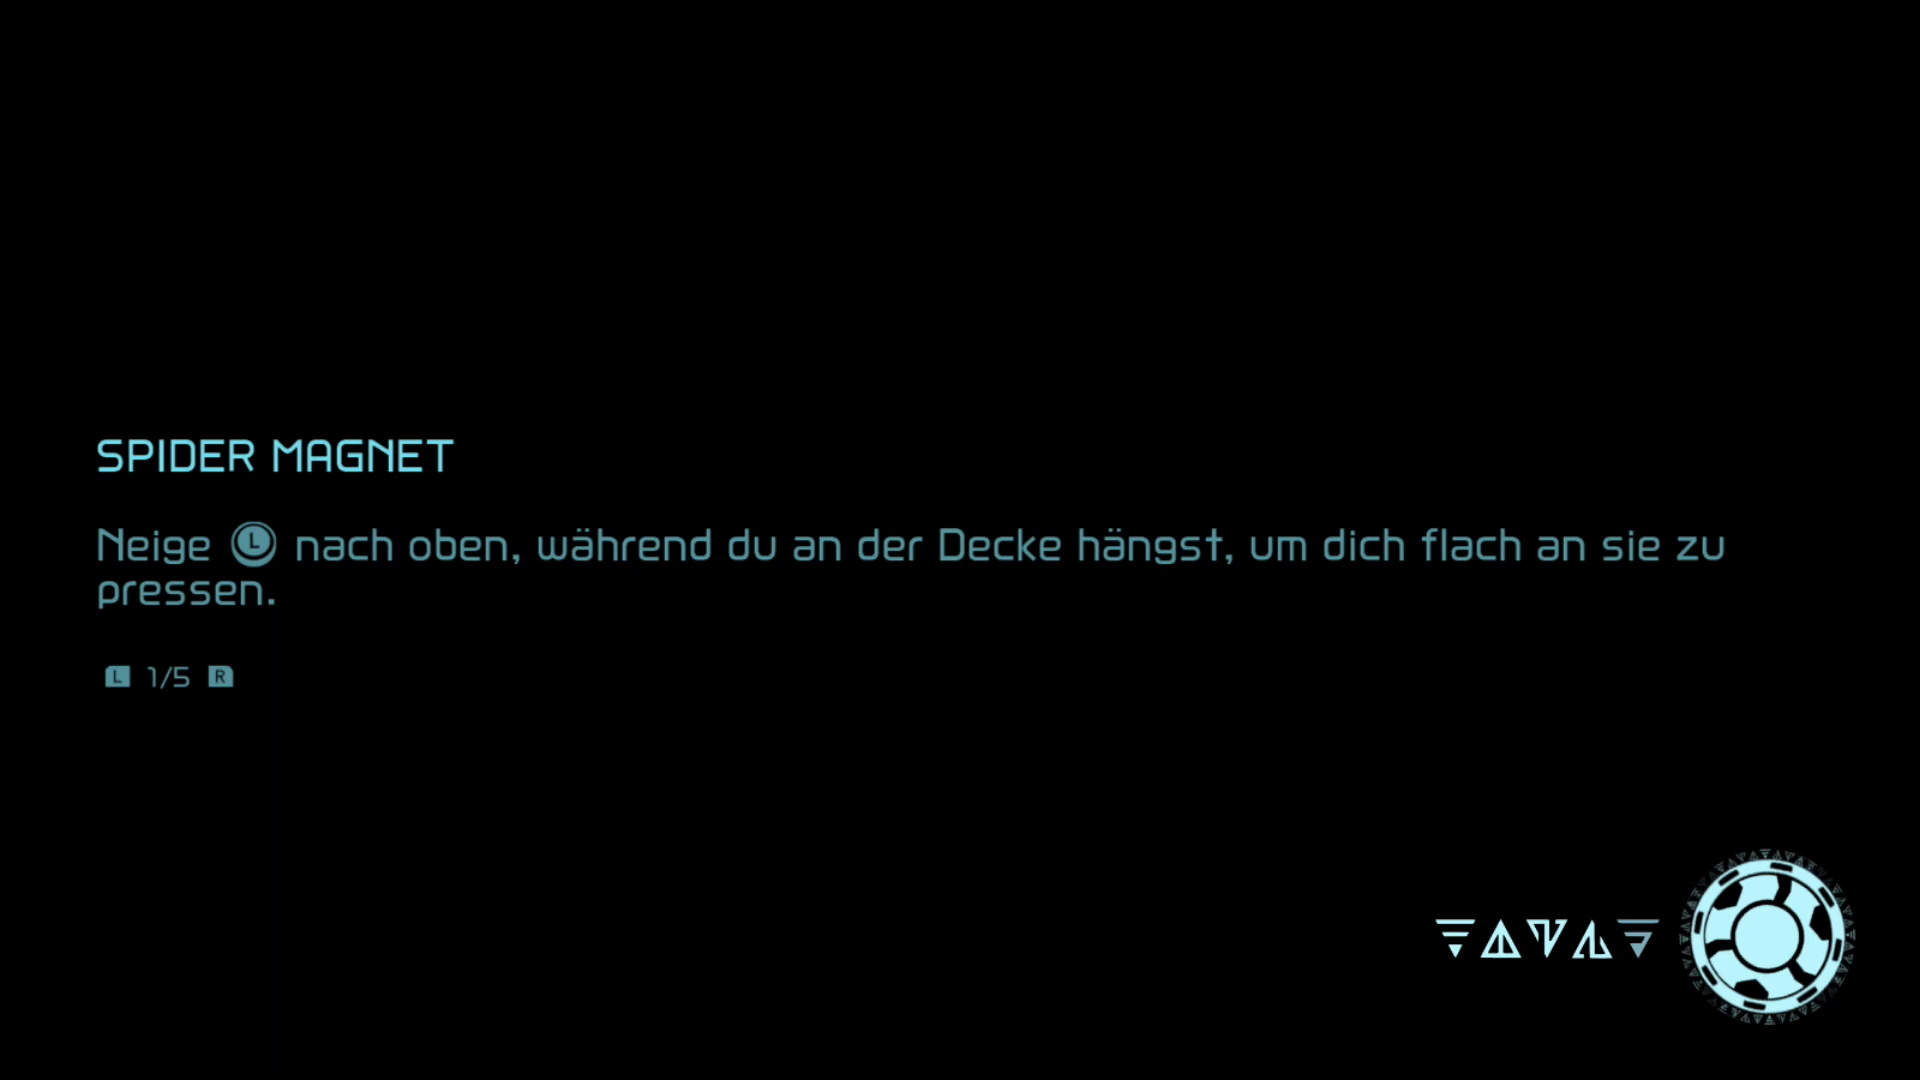 SPIDER MAGNET
Neige L nach oben, während du an der Decke hängst, um dich flach an sie zu
pressen.
L 1/5 R